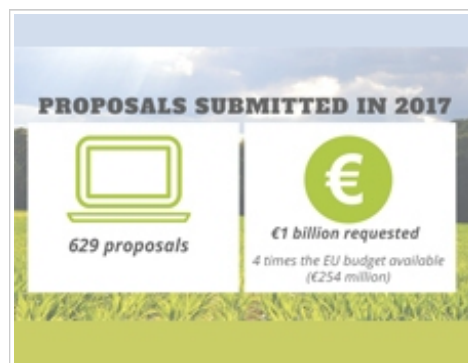 PROPOSALS SUBMITTED IN 2017
629 proposals
€
€1 billion requested
4 times the EU budget available
(€254 million)